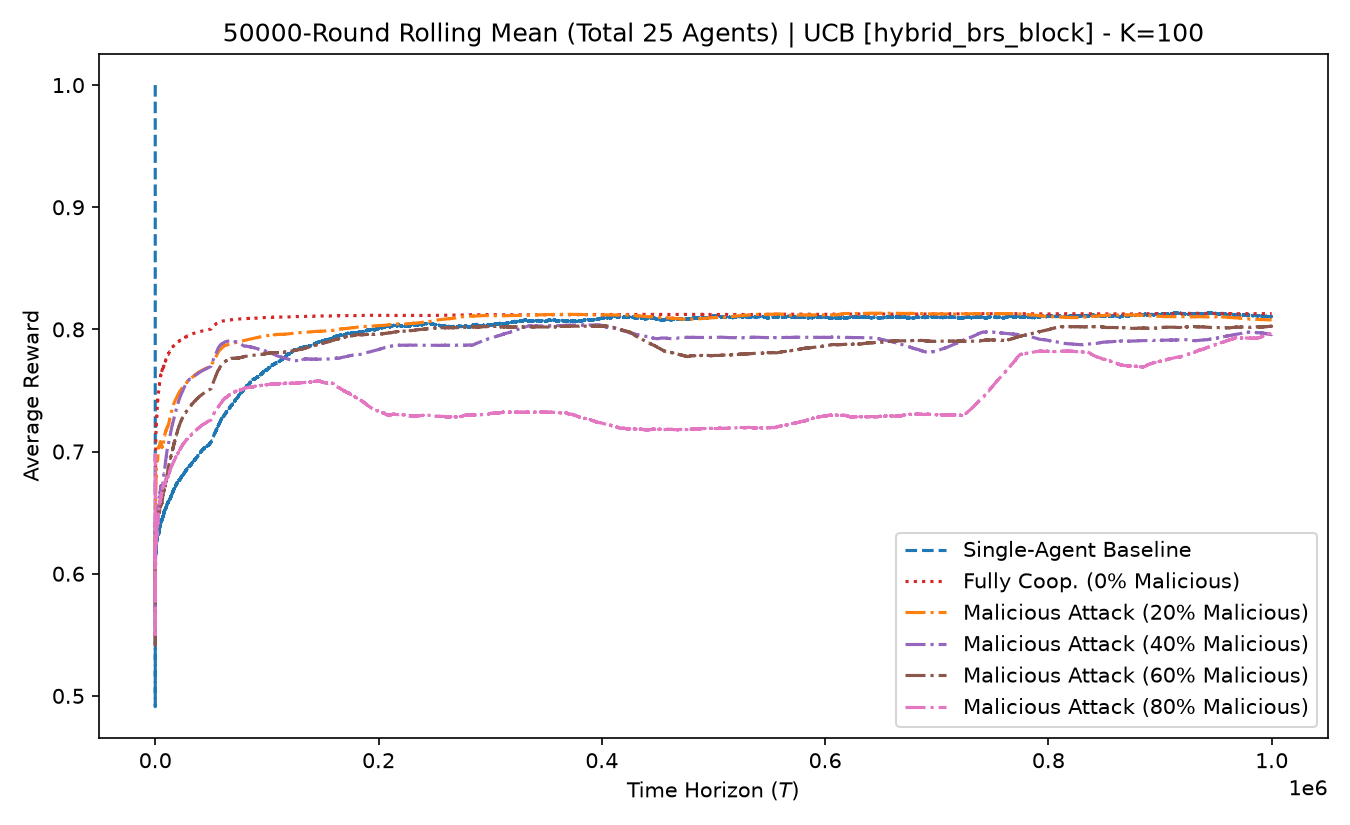 50000-Round Rolling Mean (Total 25 Agents) | UCB [hybrid_brs_block] - K=100
Average Reward
1.0
0.9
0.8
0.7
0.6
0.5
Single-Agent Baseline
Fully Coop. (0% Malicious)
Malicious Attack (20% Malicious)
Malicious Attack (40% Malicious)
Malicious Attack (60% Malicious)
Malicious Attack (80% Malicious)
0.0 0.2 0.4 0.6 0.8 1.0
1e6
Time Horizon (T)